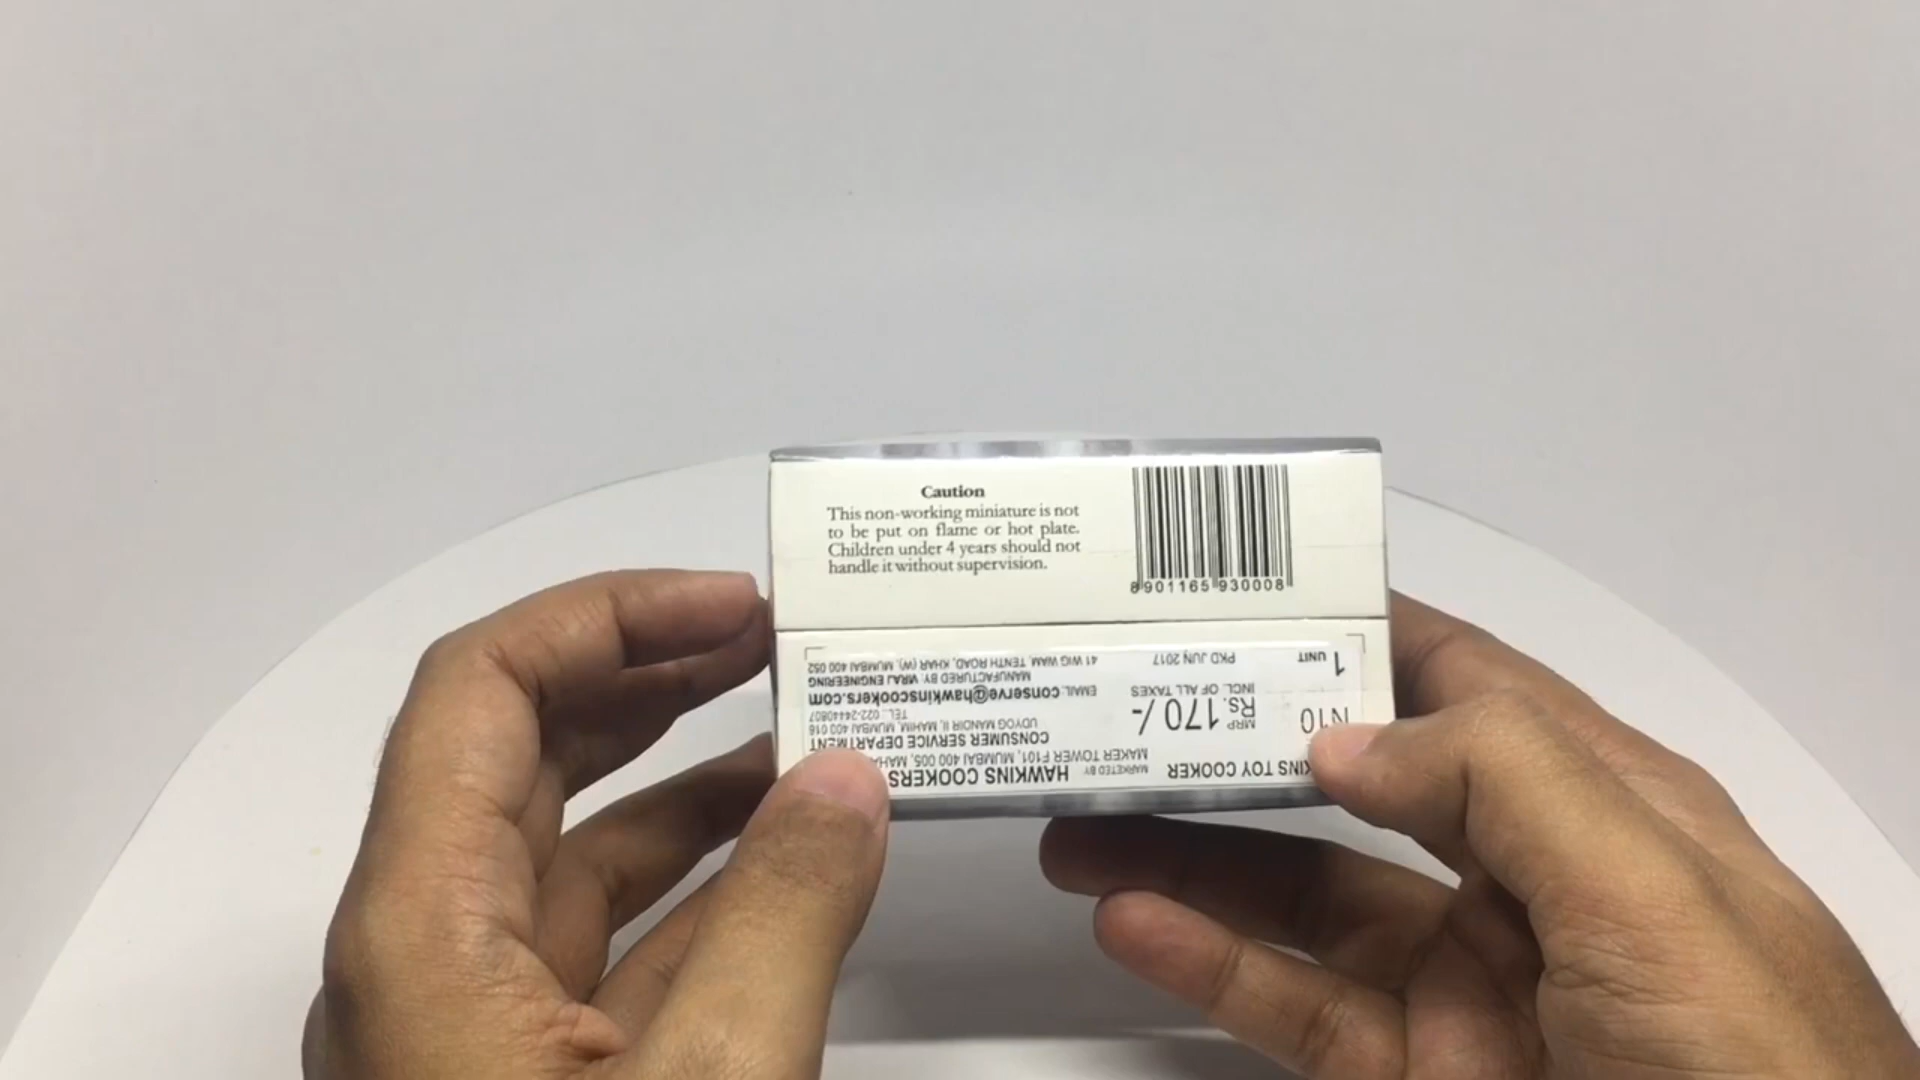 Caution
This non-working miniature is not
to be put on flame or hot plate.
Children under 4 years should not
handle it without supervision.
8901165 930008
KINS TOY COOKER
N10
MRP Rs. 170/-
INCL. OF ALL TAXES
1 UNIT
PKD JUN 2017
MARKETED BY HAWKINS COOKERS
MAKER TOWER F101, MUMBAI 400 005, MAHA
CONSUMER SERVICE DEPARTMENT
UDYOG MANDIR II, MAHIM, MUMBAI 400 016
TEL.: 022-24440807
EMAIL: conserve@hawkinscookers.com
MANUFACTURED BY: VIRAJ ENGINEERING
41 WIG WAM, TENTH ROAD, KHAR (W), MUMBAI 400 052